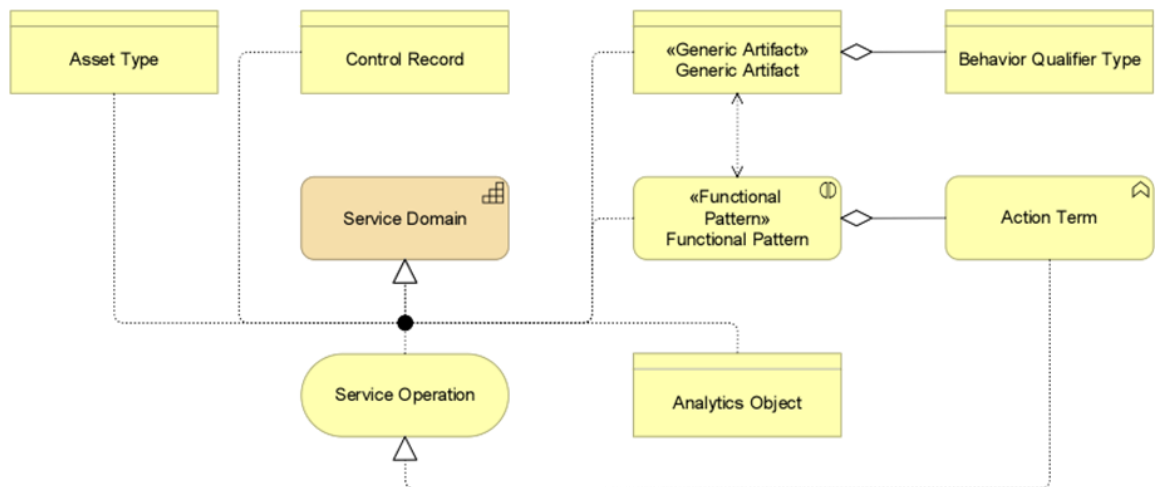 Asset Type
Control Record
«Generic Artifact»
Generic Artifact
Behavior Qualifier Type
Service Domain
«Functional
Pattern»
Functional Pattern
Action Term
Service Operation
Analytics Object